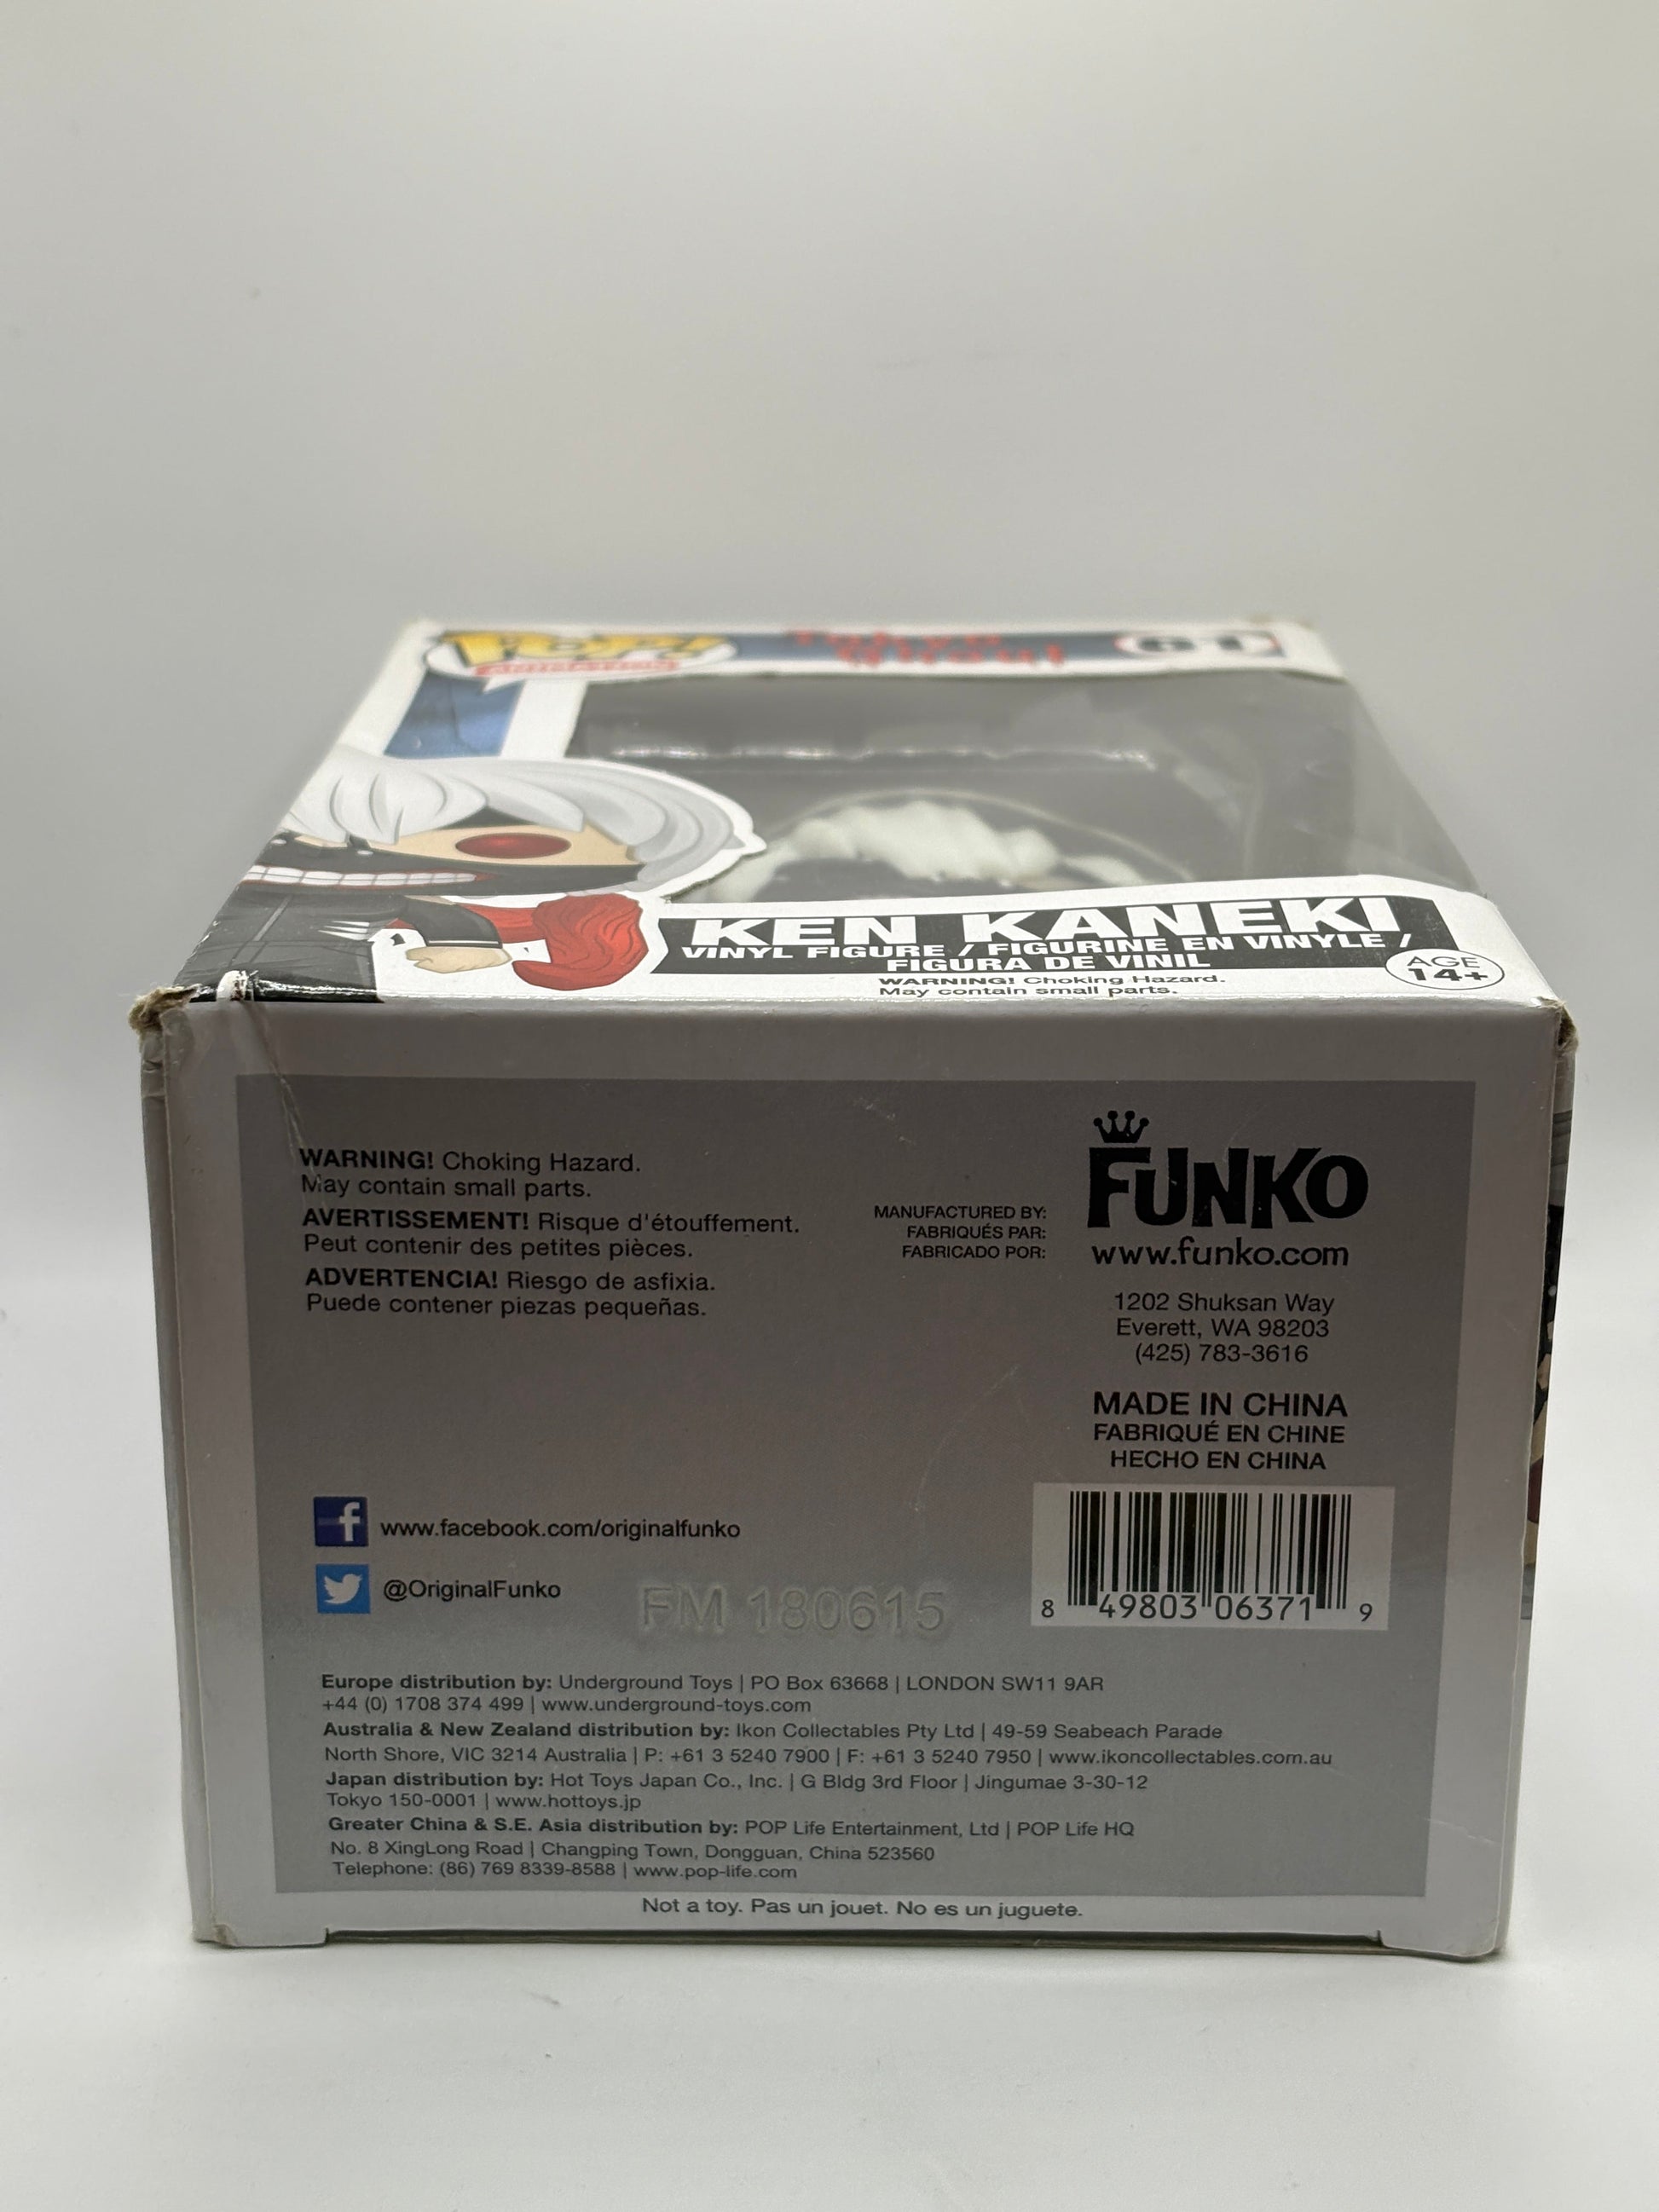 POP!
ANIMATION
Tokyo
Ghoul
61
KEN KANEKI
VINYL FIGURE / FIGURINE EN VINYLE /
FIGURA DE VINIL
AGE
14+
WARNING! Choking Hazard.
May contain small parts.
WARNING! Choking Hazard.
May contain small parts.
AVERTISSEMENT! Risque d'étouffement.
Peut contenir des petites pièces.
ADVERTENCIA! Riesgo de asfixia.
Puede contener piezas pequeñas.
MANUFACTURED BY:
FABRIQUÉS PAR:
FABRICADO POR:
FUNKO
www.funko.com
1202 Shuksan Way
Everett, WA 98203
(425) 783-3616
MADE IN CHINA
FABRIQUÉ EN CHINE
HECHO EN CHINA
f www.facebook.com/originalfunko
@OriginalFunko
FM 180615
8 49803 06371 9
Europe distribution by: Underground Toys | PO Box 63668 | LONDON SW11 9AR
+44 (0) 1708 374 499 | www.underground-toys.com
Australia & New Zealand distribution by: Ikon Collectables Pty Ltd | 49-59 Seabeach Parade
North Shore, VIC 3214 Australia | P: +61 3 5240 7900 | F: +61 3 5240 7950 | www.ikoncollectables.com.au
Japan distribution by: Hot Toys Japan Co., Inc. | G Bldg 3rd Floor | Jingumae 3-30-12
Tokyo 150-0001 | www.hottoys.jp
Greater China & S.E. Asia distribution by: POP Life Entertainment, Ltd | POP Life HQ
No. 8 XingLong Road | Changping Town, Dongguan, China 523560
Telephone: (86) 769 8339-8588 | www.pop-life.com
Not a toy. Pas un jouet. No es un juguete.